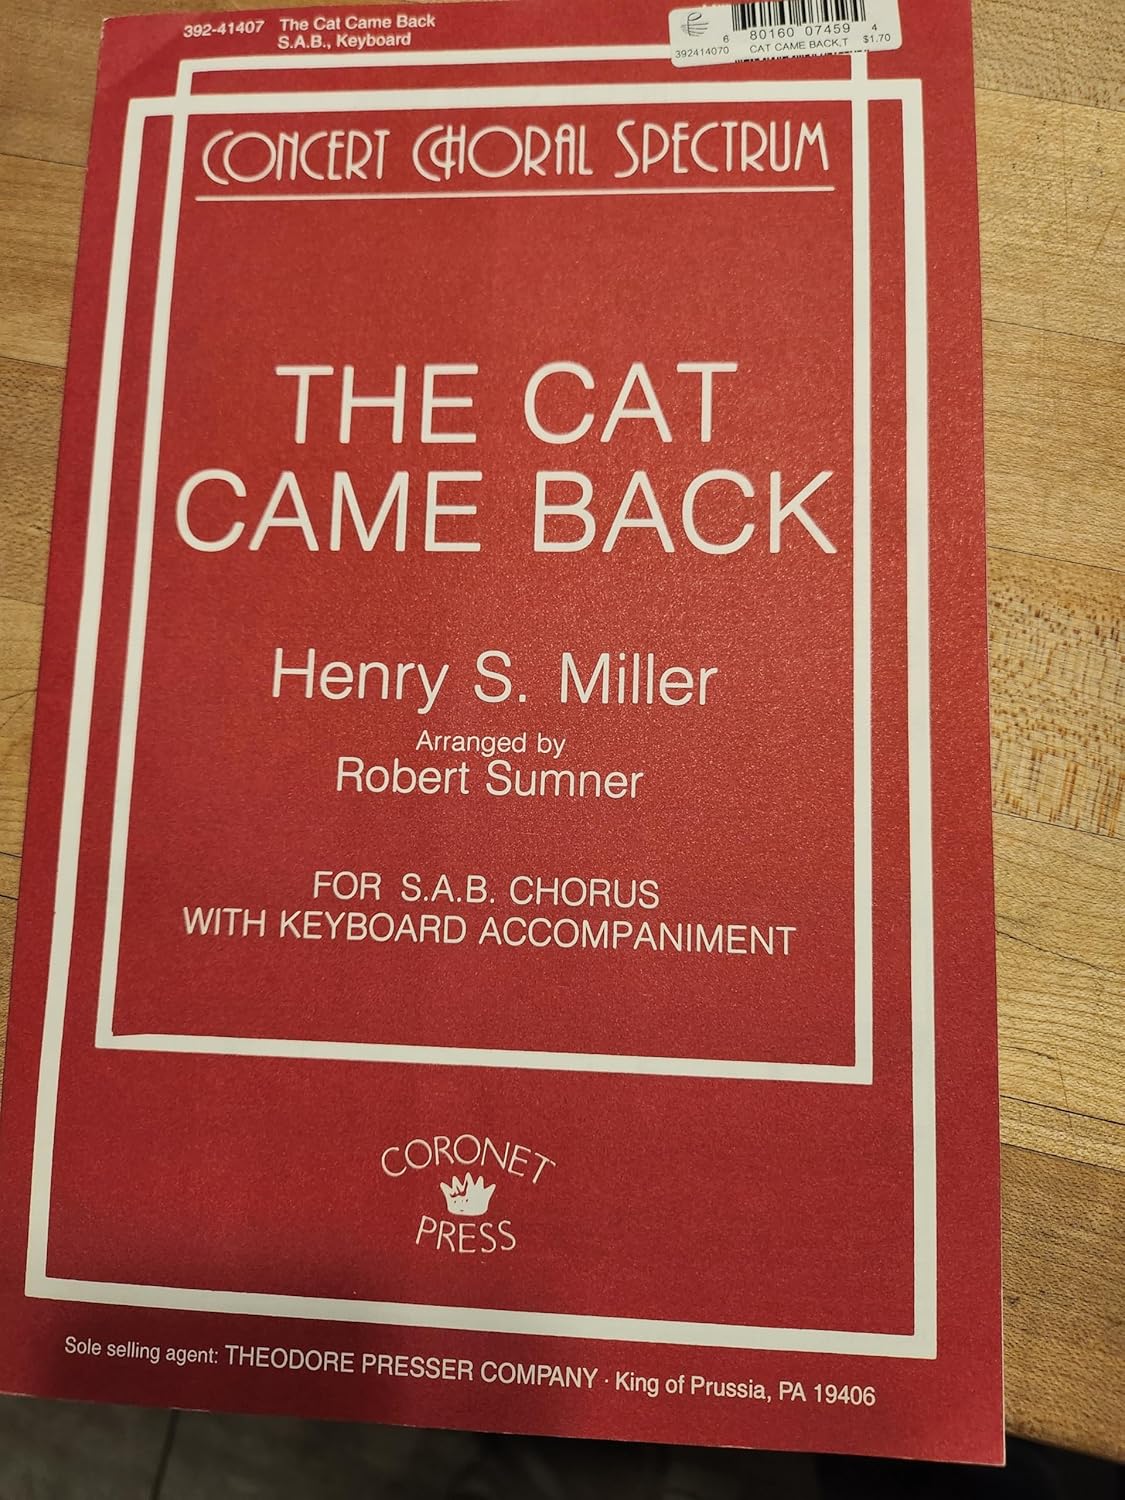 392-41407 The Cat Came Back
S.A.B., Keyboard
6 80160 07459 4
392414070 CAT CAME BACK,T $1.70
CONCERT CHORAL SPECTRUM
THE CAT
CAME BACK
Henry S. Miller
Arranged by
Robert Sumner
FOR S.A.B. CHORUS
WITH KEYBOARD ACCOMPANIMENT
CORONET
PRESS
Sole selling agent: THEODORE PRESSER COMPANY · King of Prussia, PA 19406